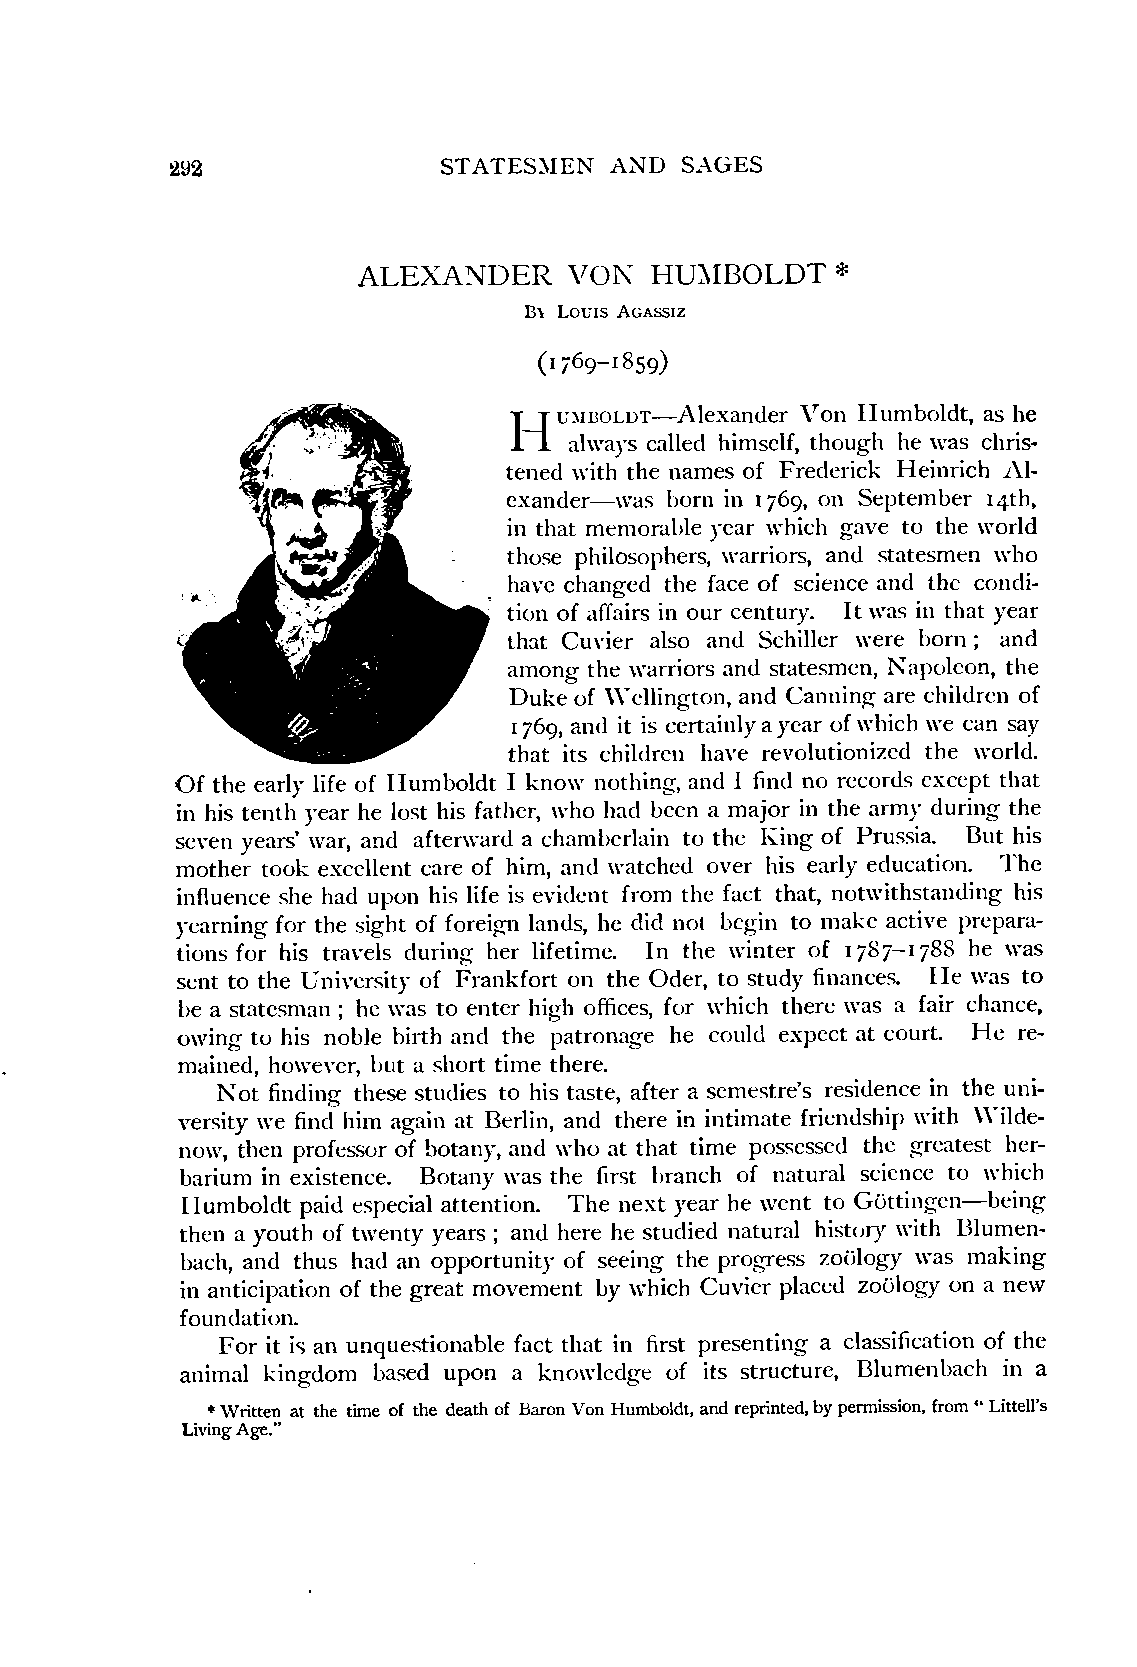 292 STATESMEN AND SAGES
ALEXANDER VON HUMBOLDT *
By Louis Agassiz
(1769–1859)
HUMBOLDT—Alexander Von Humboldt, as he
always called himself, though he was chris-
tened with the names of Frederick Heinrich Al-
exander—was born in 1769, on September 14th,
in that memorable year which gave to the world
those philosophers, warriors, and statesmen who
have changed the face of science and the condi-
tion of affairs in our century. It was in that year
that Cuvier also and Schiller were born; and
among the warriors and statesmen, Napoleon, the
Duke of Wellington, and Canning are children of
1769, and it is certainly a year of which we can say
that its children have revolutionized the world.
Of the early life of Humboldt I know nothing, and I find no records except that
in his tenth year he lost his father, who had been a major in the army during the
seven years' war, and afterward a chamberlain to the King of Prussia. But his
mother took excellent care of him, and watched over his early education. The
influence she had upon his life is evident from the fact that, notwithstanding his
yearning for the sight of foreign lands, he did not begin to make active prepara-
tions for his travels during her lifetime. In the winter of 1787–1788 he was
sent to the University of Frankfort on the Oder, to study finances. He was to
be a statesman; he was to enter high offices, for which there was a fair chance,
owing to his noble birth and the patronage he could expect at court. He re-
mained, however, but a short time there.
Not finding these studies to his taste, after a semestre's residence in the uni-
versity we find him again at Berlin, and there in intimate friendship with Wilde-
now, then professor of botany, and who at that time possessed the greatest her-
barium in existence. Botany was the first branch of natural science to which
Humboldt paid especial attention. The next year he went to Göttingen—being
then a youth of twenty years; and here he studied natural history with Blumen-
bach, and thus had an opportunity of seeing the progress zoölogy was making
in anticipation of the great movement by which Cuvier placed zoölogy on a new
foundation.
For it is an unquestionable fact that in first presenting a classification of the
animal kingdom based upon a knowledge of its structure, Blumenbach in a
* Written at the time of the death of Baron Von Humboldt, and reprinted, by permission, from "Littell's
Living Age."